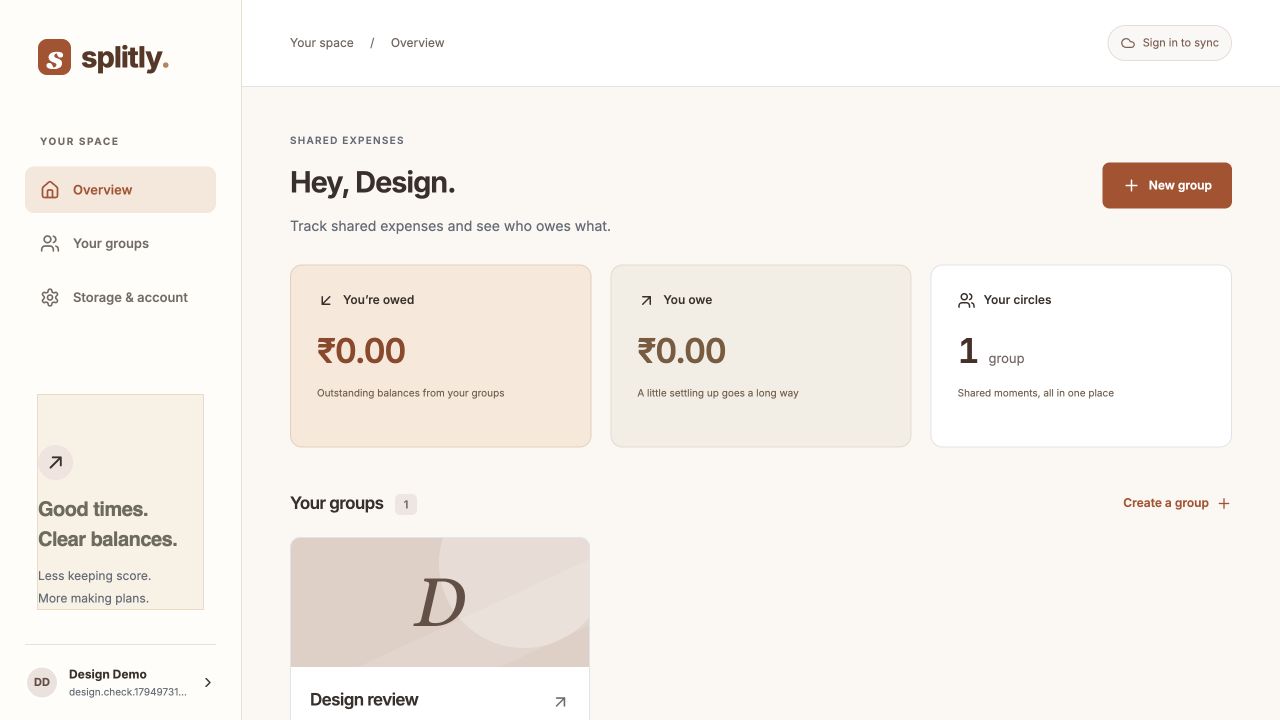 splitly.
YOUR SPACE
Overview
Your groups
Storage & account
Good times.
Clear balances.
Less keeping score.
More making plans.
DD
Design Demo
design.check.17949731...
Your space / Overview
Sign in to sync
SHARED EXPENSES
Hey, Design.
Track shared expenses and see who owes what.
New group
You’re owed
₹0.00
Outstanding balances from your groups
You owe
₹0.00
A little settling up goes a long way
Your circles
1 group
Shared moments, all in one place
Your groups 1
Create a group
D
Design review